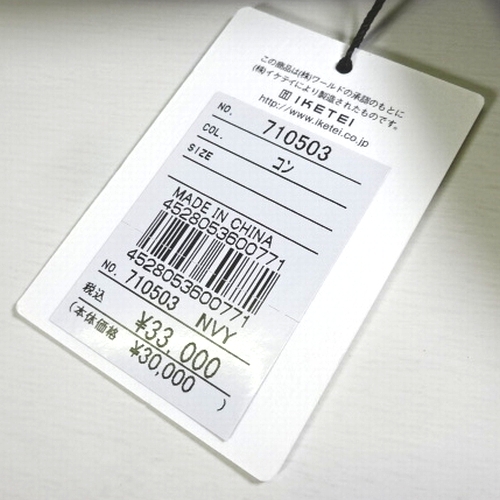 この商品は(株)ワールドの承諾のもとに
(株)イケテイにより製造されたものです。
IKETEI
http://www.iketei.co.jp
NO. 710503
COL. コン
SIZE
MADE IN CHINA
4528053600771
4528053600771
NO. 710503 NVY
税込 ¥33,000
(本体価格 ¥30,000 )